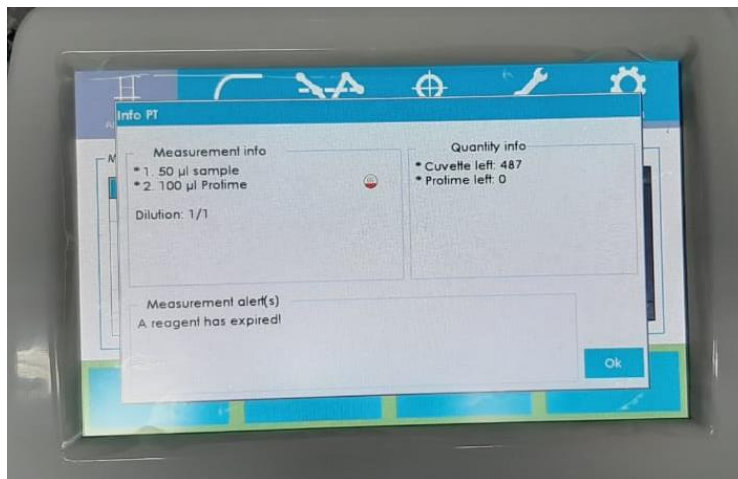 Info PT
Measurement info
* 1. 50 µl sample
* 2. 100 µl Protime
Dilution: 1/1
Quantity info
* Cuvette left: 487
* Protime left: 0
Measurement alert(s)
A reagent has expired!
Ok